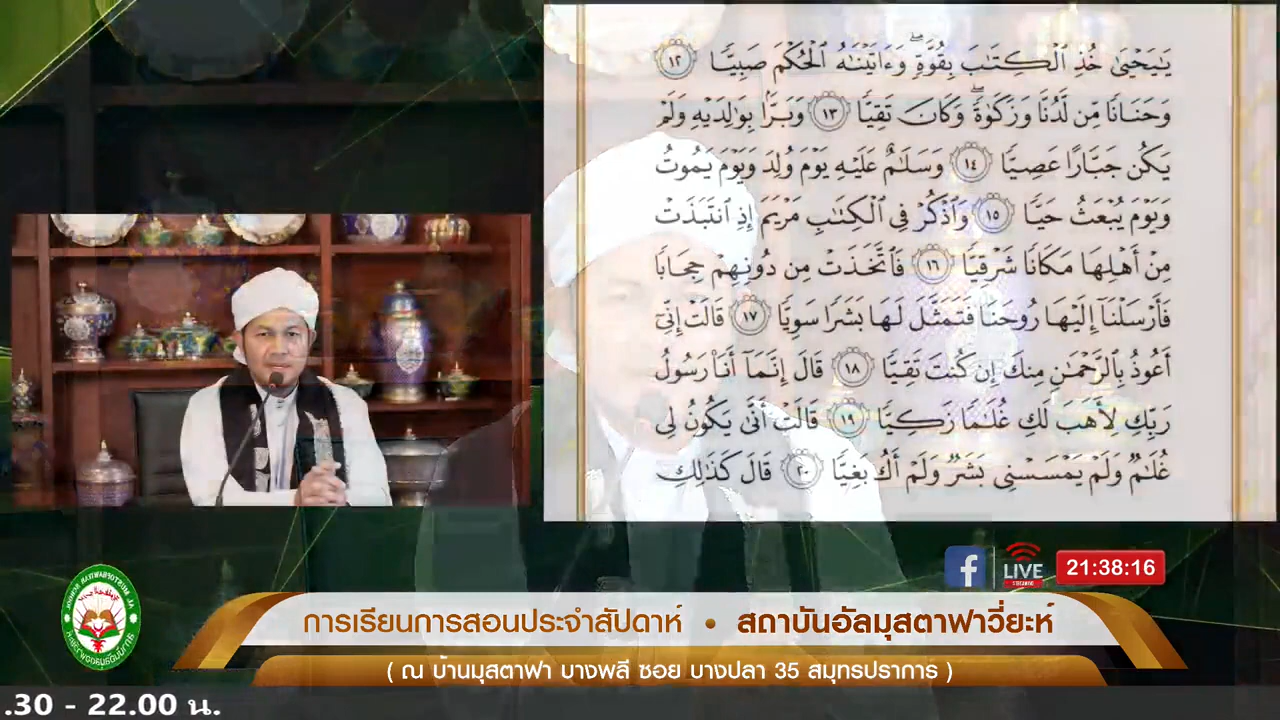 يَـٰيَحْيَىٰ خُذِ ٱلْكِتَـٰبَ بِقُوَّةٍۖ وَءَاتَيْنَـٰهُ ٱلْحُكْمَ صَبِيًّا ١٢
وَحَنَانًا مِّن لَّدُنَّا وَزَكَوٰةًۖ وَكَانَ تَقِيًّا ١٣ وَبَرًّۢا بِوَٰلِدَيْهِ وَلَمْ
يَكُن جَبَّارًا عَصِيًّا ١٤ وَسَلَـٰمٌ عَلَيْهِ يَوْمَ وُلِدَ وَيَوْمَ يَمُوتُ
وَيَوْمَ يُبْعَثُ حَيًّا ١٥ وَٱذْكُرْ فِى ٱلْكِتَـٰبِ مَرْيَمَ إِذِ ٱنتَبَذَتْ
مِنْ أَهْلِهَا مَكَانًا شَرْقِيًّا ١٦ فَٱتَّخَذَتْ مِن دُونِهِمْ حِجَابًا
فَأَرْسَلْنَآ إِلَيْهَا رُوحَنَا فَتَمَثَّلَ لَهَا بَشَرًا سَوِيًّا ١٧ قَالَتْ إِنِّىٓ
أَعُوذُ بِٱلرَّحْمَـٰنِ مِنكَ إِن كُنتَ تَقِيًّا ١٨ قَالَ إِنَّمَآ أَنَا۠ رَسُولُ
رَبِّكِ لِأَهَبَ لَكِ غُلَـٰمًا زَكِيًّا ١٩ قَالَتْ أَنَّىٰ يَكُونُ لِى
غُلَـٰمٌ وَلَمْ يَمْسَسْنِى بَشَرٌ وَلَمْ أَكُ بَغِيًّا ٢٠ قَالَ كَذَٰلِكِ
f LIVE 21:38:16
การเรียนการสอนประจำสัปดาห์ • สถาบันอัลมุสตาฟาวี่ยะห์
( ณ บ้านมุสตาฟา บางพลี ซอย บางปลา 35 สมุทรปราการ )
.30 - 22.00 น.